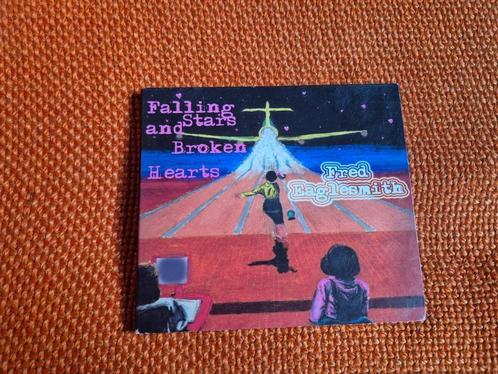 Falling
Stars
and
Broken
Hearts
Fred
Eaglesmith